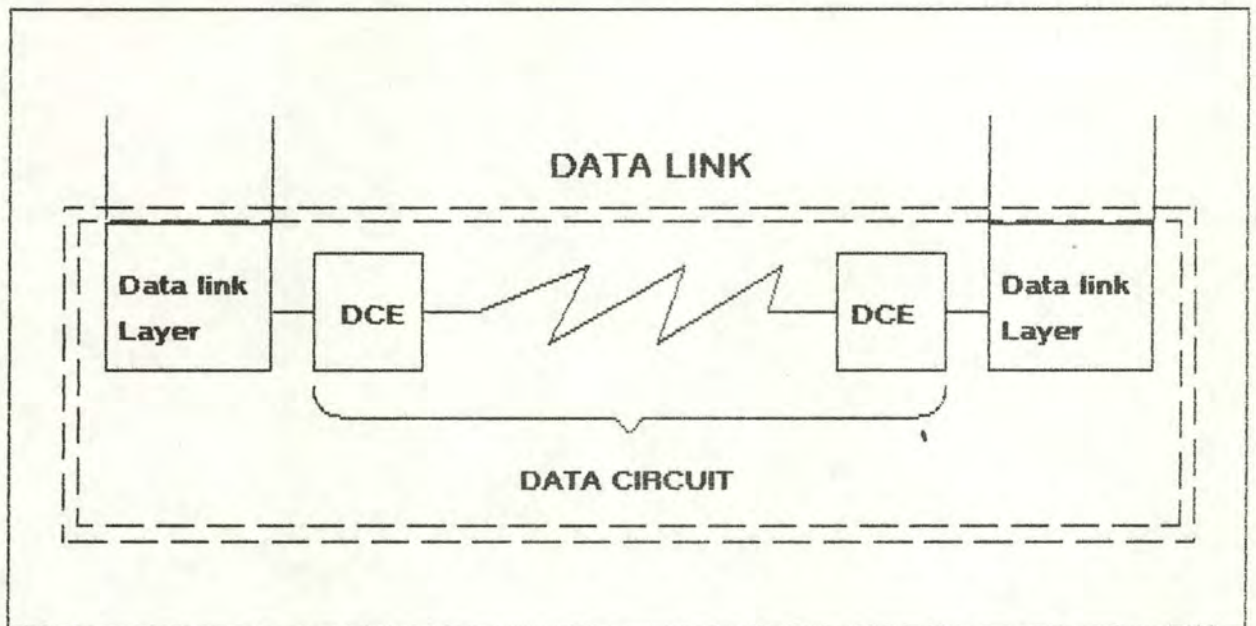 DATA LINK
Data link
Layer
DCE
DCE
Data link
Layer
DATA CIRCUIT